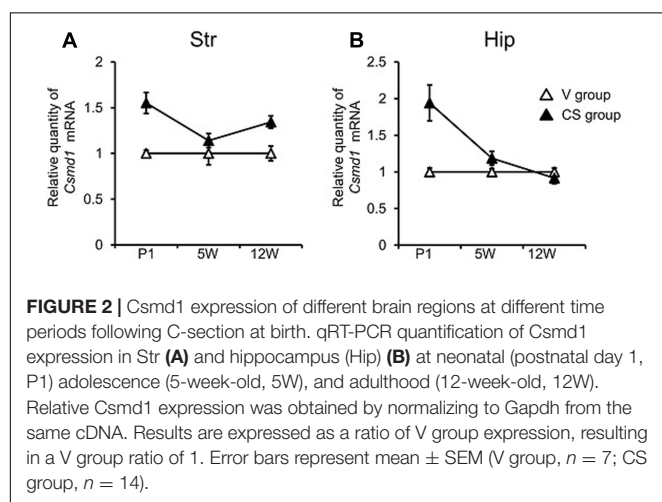 A
Str
B
Hip
Relative quantity of
Csmd1 mRNA
2
1.5
1
0.5
0
P1
5W
12W
Relative quantity of
Csmd1 mRNA
2.5
2
1.5
1
0.5
0
P1
5W
12W
V group
CS group
FIGURE 2 | Csmd1 expression of different brain regions at different time
periods following C-section at birth. qRT-PCR quantification of Csmd1
expression in Str (A) and hippocampus (Hip) (B) at neonatal (postnatal day 1,
P1) adolescence (5-week-old, 5W), and adulthood (12-week-old, 12W).
Relative Csmd1 expression was obtained by normalizing to Gapdh from the
same cDNA. Results are expressed as a ratio of V group expression, resulting
in a V group ratio of 1. Error bars represent mean ± SEM (V group, n = 7; CS
group, n = 14).